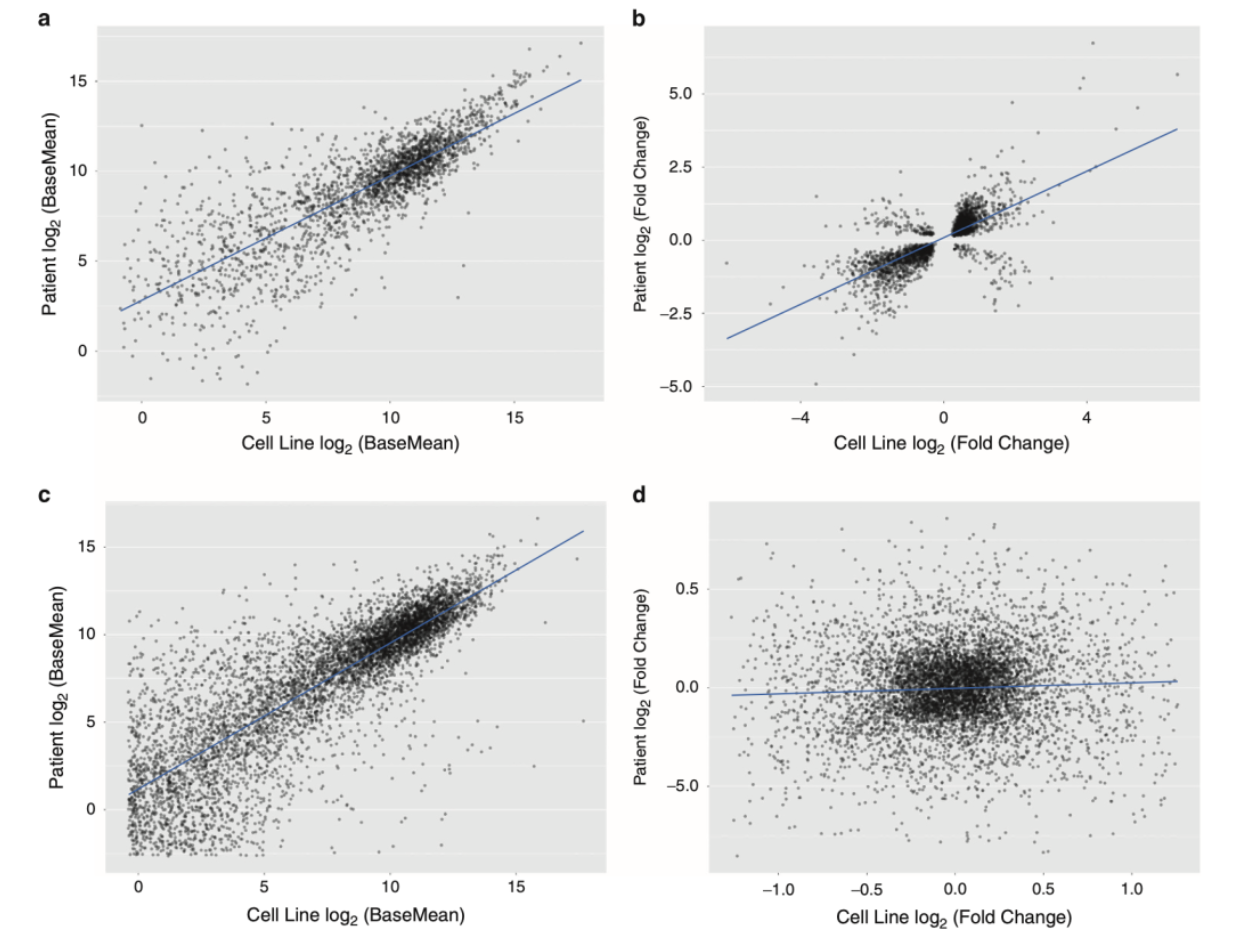 a
15
10
5
0
Patient log2 (BaseMean)
0 5 10 15
Cell Line log2 (BaseMean)
b
5.0
2.5
0.0
−2.5
−5.0
Patient log2 (Fold Change)
−4 0 4
Cell Line log2 (Fold Change)
c
15
10
5
0
Patient log2 (BaseMean)
0 5 10 15
Cell Line log2 (BaseMean)
d
0.5
0.0
−5.0
Patient log2 (Fold Change)
−1.0 −0.5 0.0 0.5 1.0
Cell Line log2 (Fold Change)